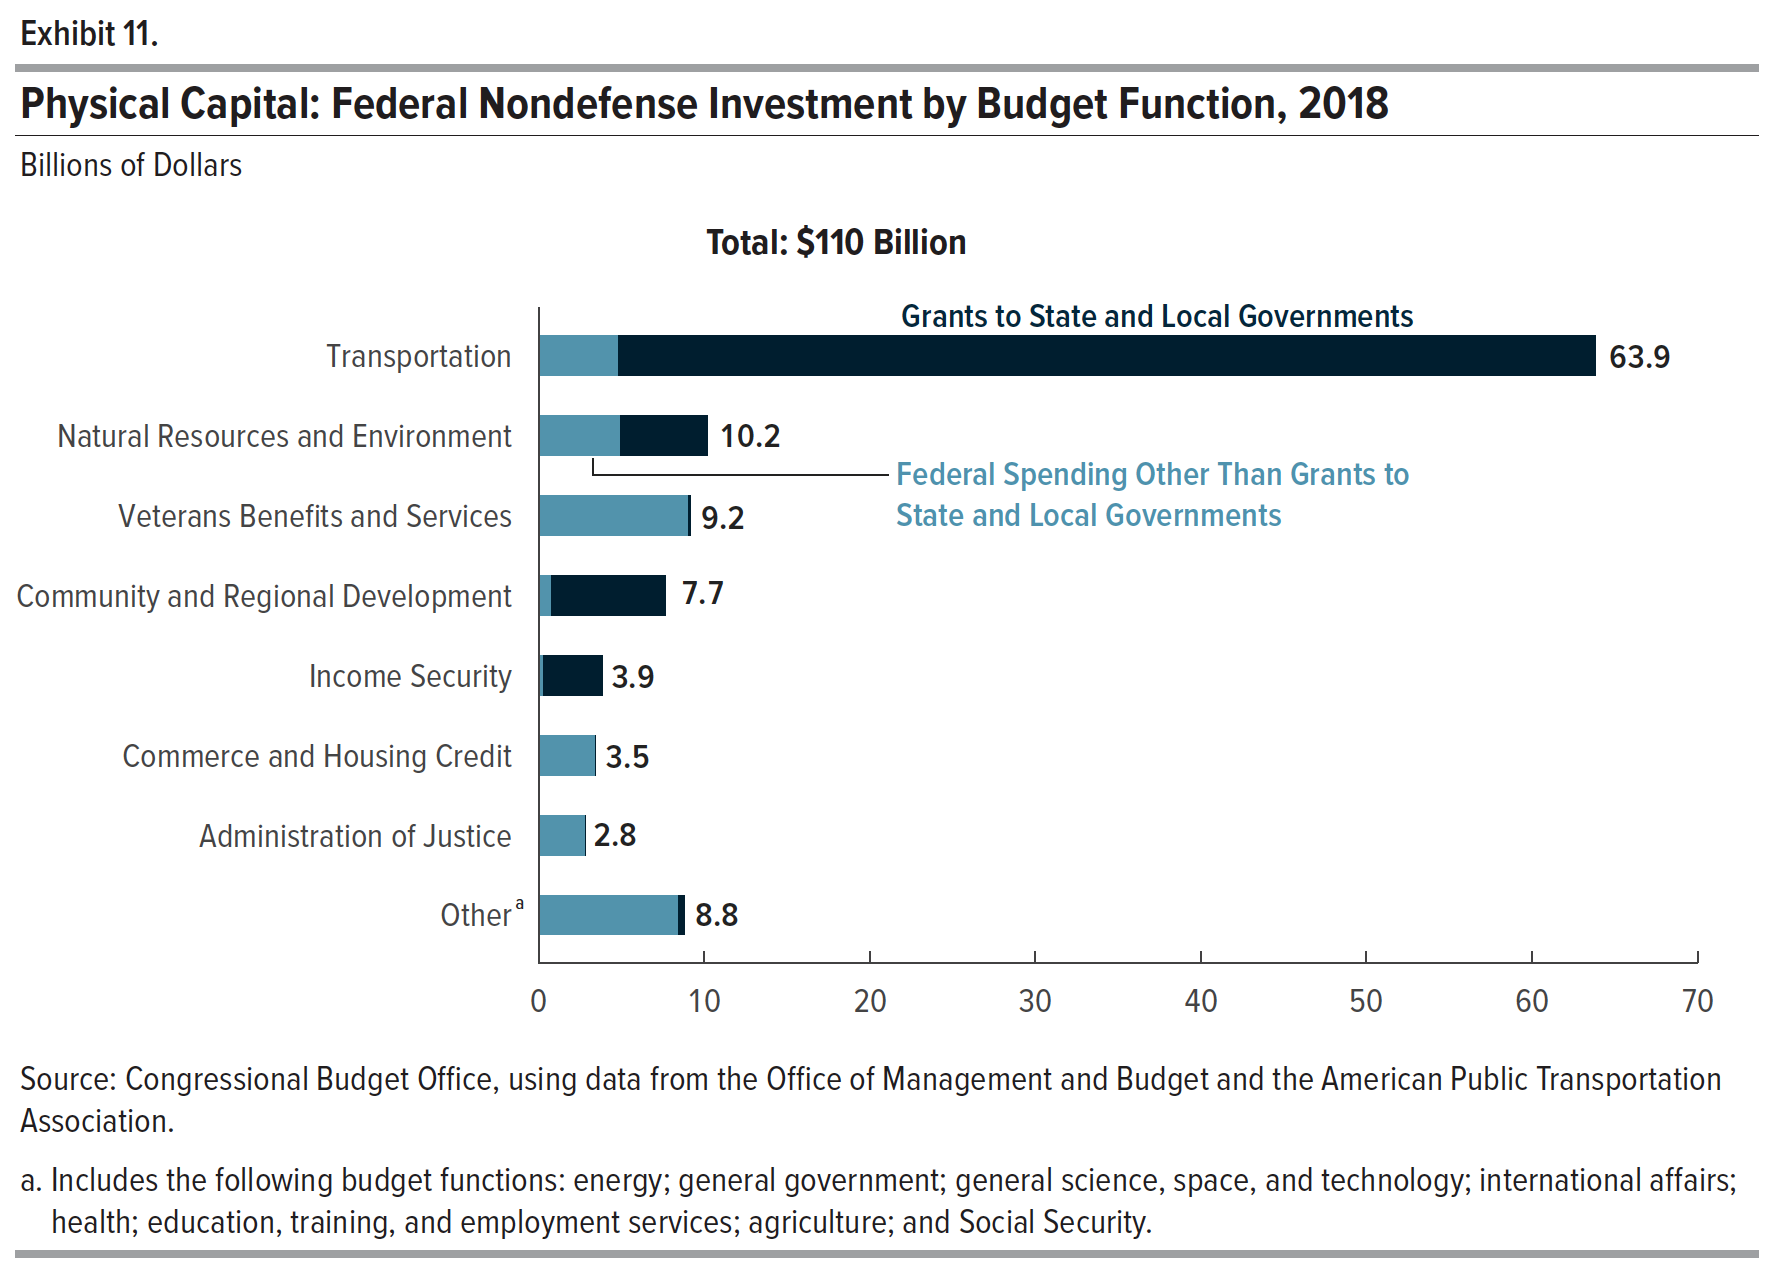 Exhibit 11.
Physical Capital: Federal Nondefense Investment by Budget Function, 2018
Billions of Dollars
Total: $110 Billion
Grants to State and Local Governments
Transportation 63.9
Natural Resources and Environment 10.2
Federal Spending Other Than Grants to
State and Local Governments
Veterans Benefits and Services 9.2
Community and Regional Development 7.7
Income Security 3.9
Commerce and Housing Credit 3.5
Administration of Justice 2.8
Other a 8.8
0 10 20 30 40 50 60 70
Source: Congressional Budget Office, using data from the Office of Management and Budget and the American Public Transportation
Association.
a. Includes the following budget functions: energy; general government; general science, space, and technology; international affairs;
health; education, training, and employment services; agriculture; and Social Security.